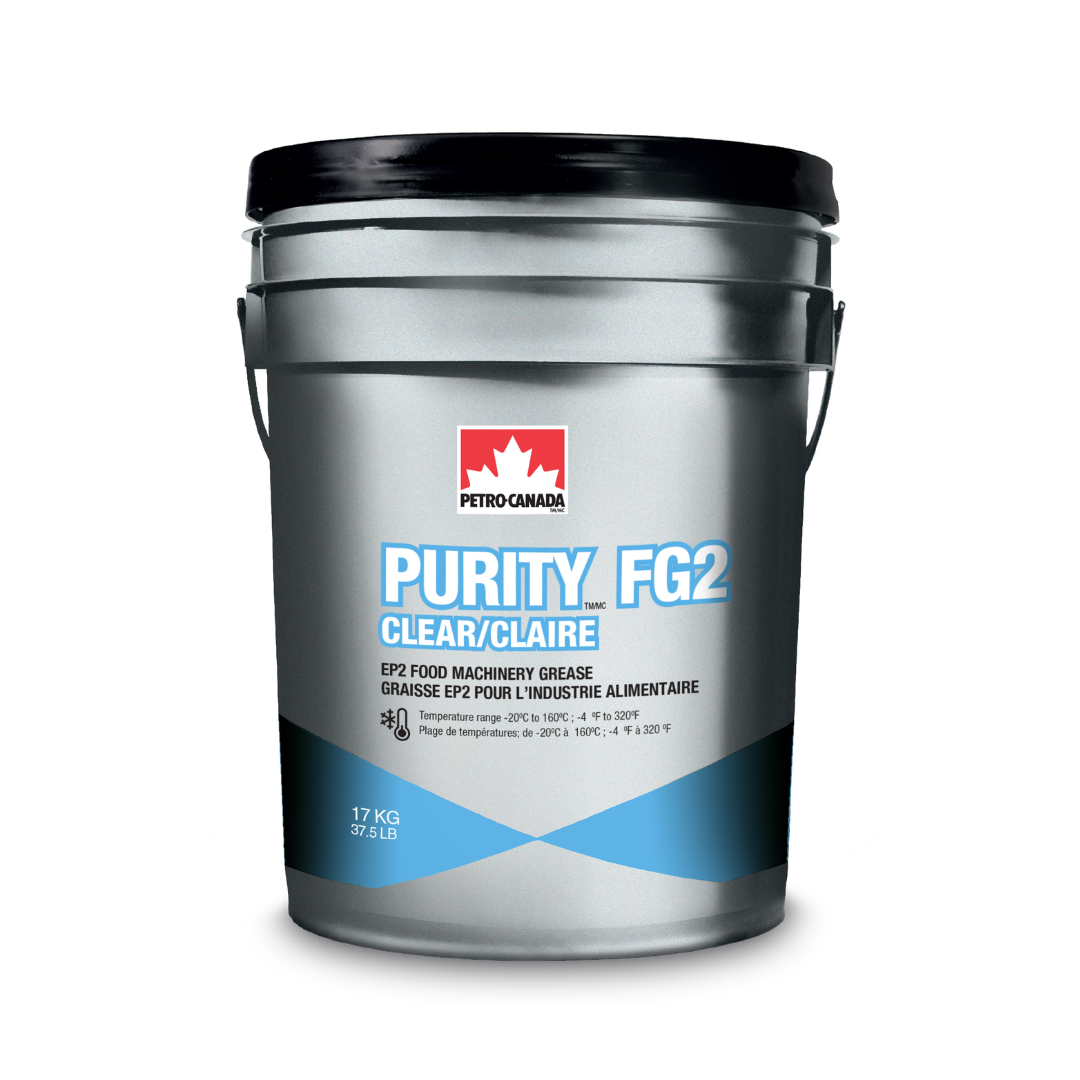 PETRO-CANADA
TM/MC
PURITY TM/MC FG2
CLEAR/CLAIRE
EP2 FOOD MACHINERY GREASE
GRAISSE EP2 POUR L'INDUSTRIE ALIMENTAIRE
Temperature range -20ºC to 160ºC ; -4 ºF to 320ºF
Plage de températures; de -20ºC à 160ºC ; -4 ºF à 320 ºF
17 KG
37.5 LB